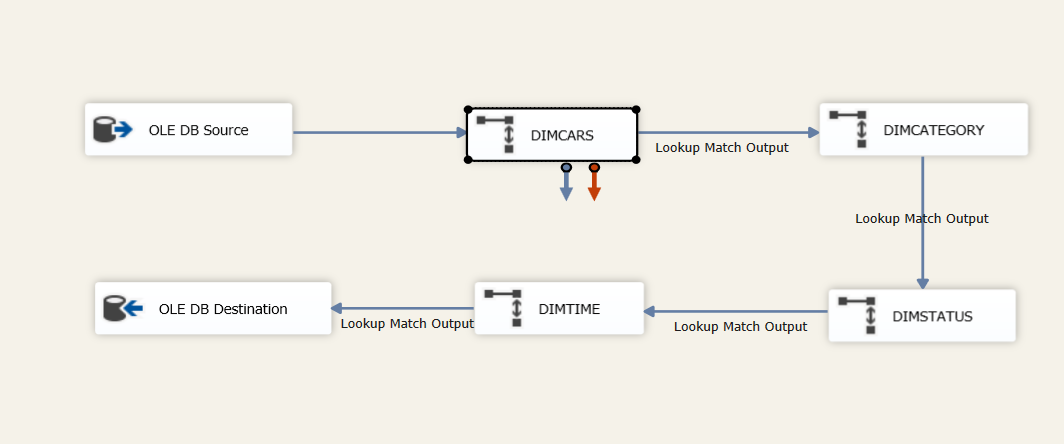 OLE DB Source
DIMCARS
Lookup Match Output
DIMCATEGORY
Lookup Match Output
DIMSTATUS
Lookup Match Output
DIMTIME
Lookup Match Output
OLE DB Destination